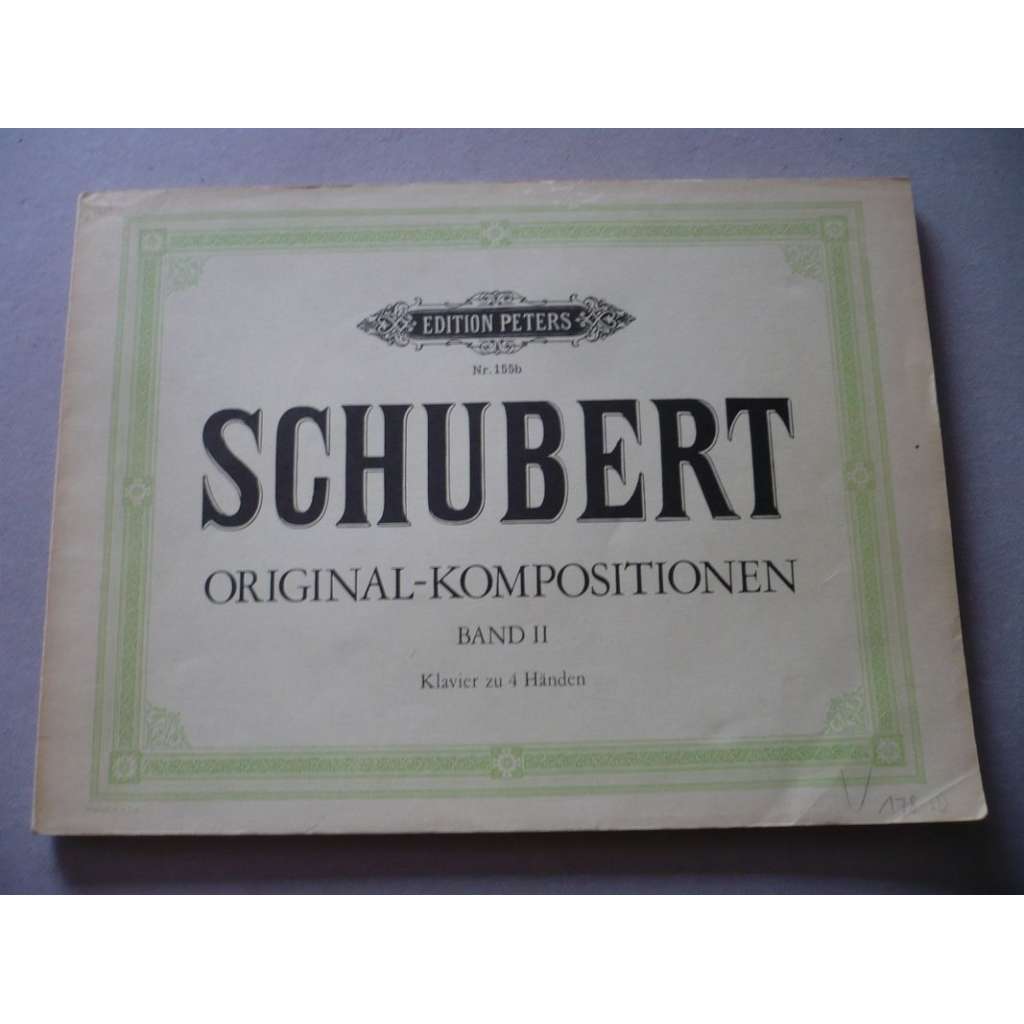 EDITION PETERS
Nr. 155b
SCHUBERT
ORIGINAL-KOMPOSITIONEN
BAND II
Klavier zu 4 Händen